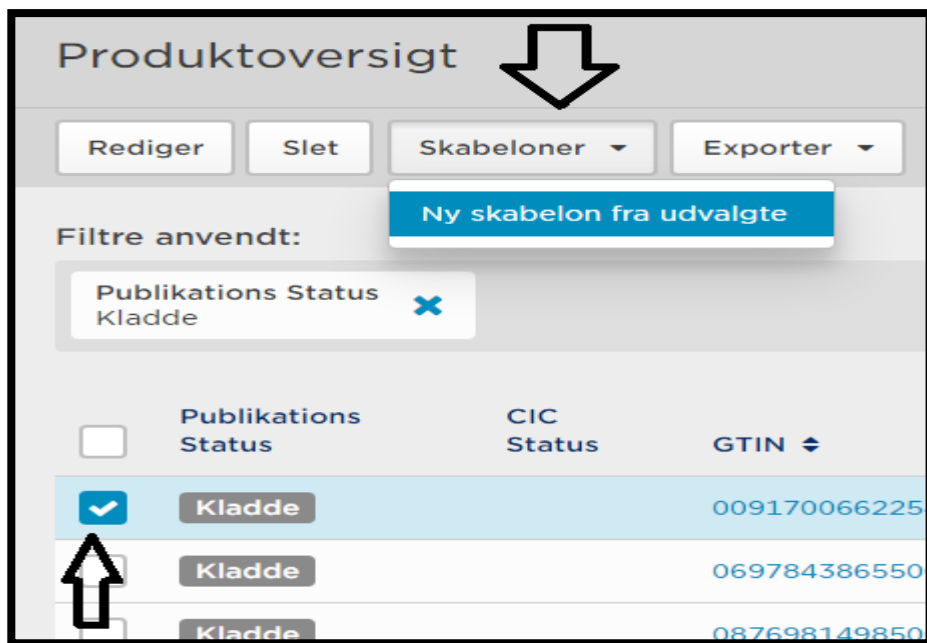 Produktoversigt
Rediger Slet Skabeloner Exporter
Ny skabelon fra udvalgte
Filtre anvendt:
Publikations Status
Kladde
Publikations CIC
Status Status GTIN
Kladde 009170066225
Kladde 069784386550
Kladde 087698149850